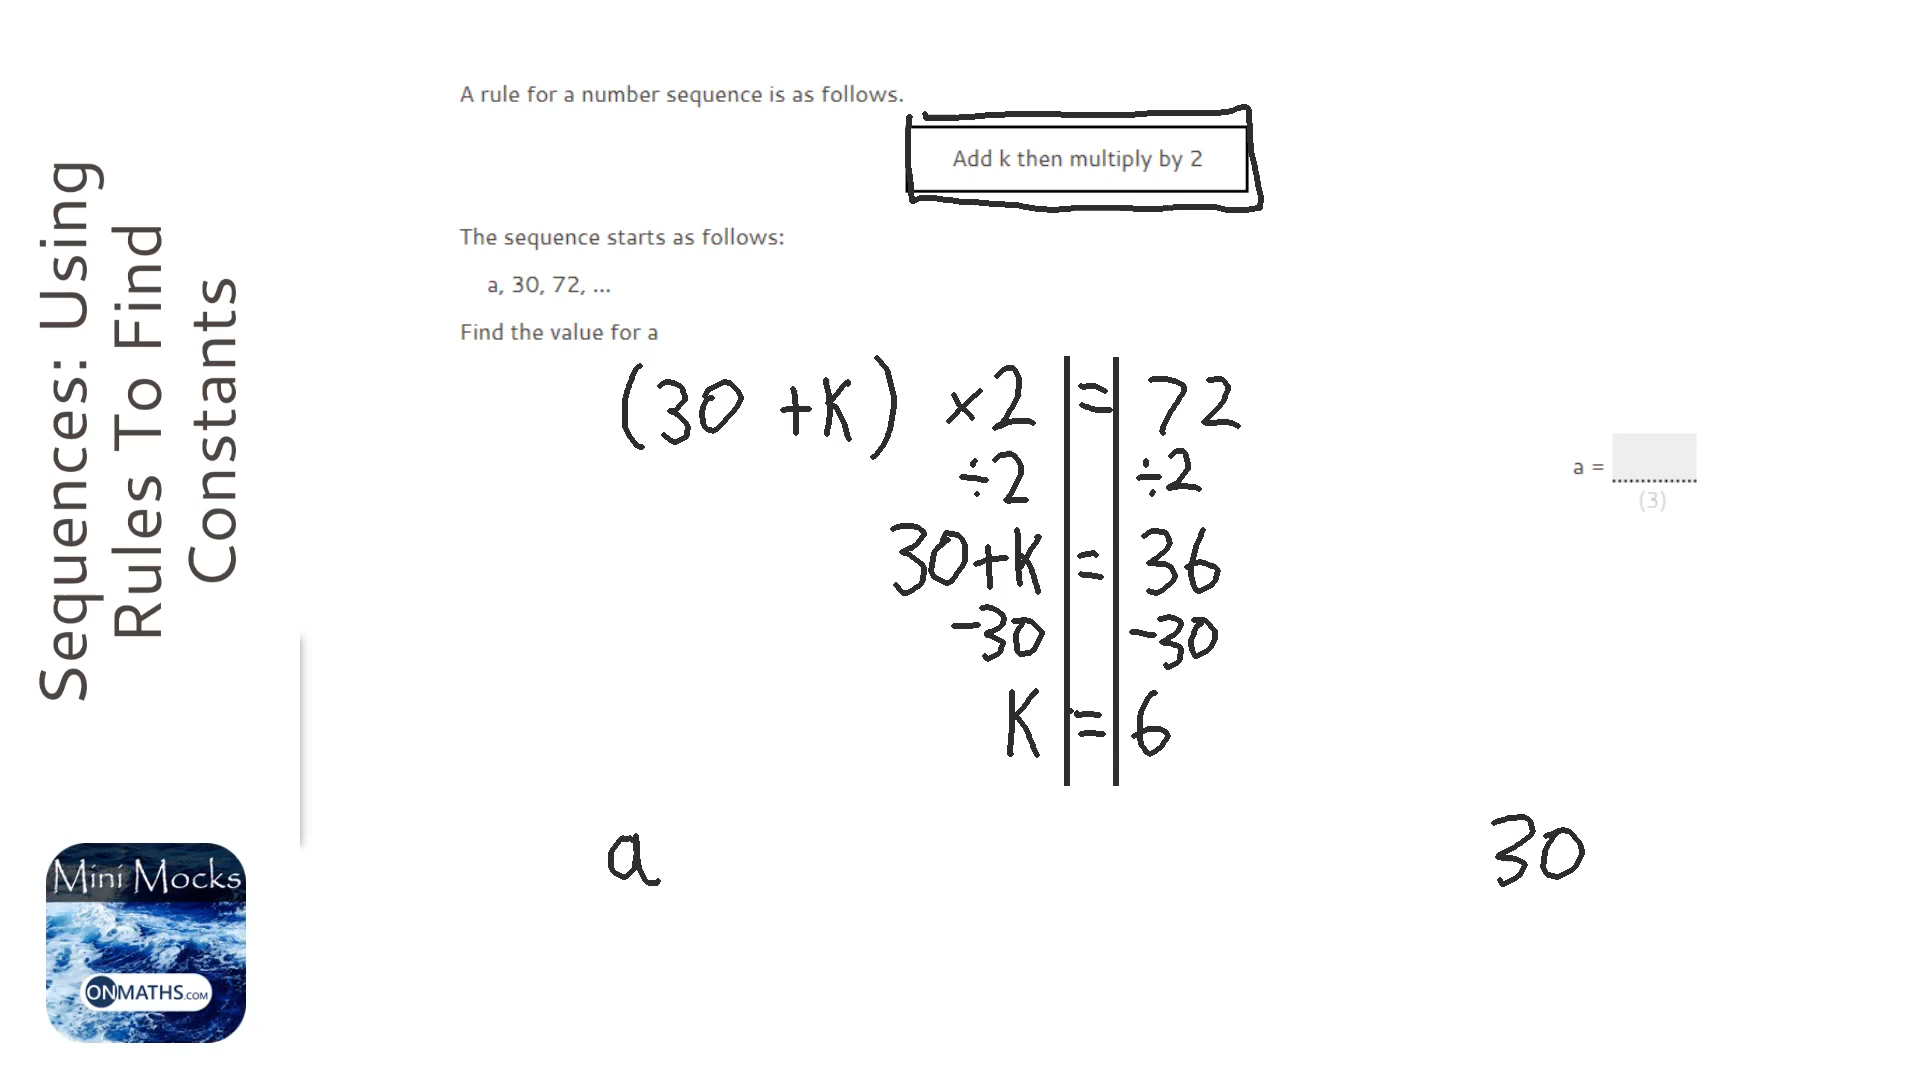 Sequences: Using
Rules To Find
Constants
A rule for a number sequence is as follows.
Add k then multiply by 2
The sequence starts as follows:
a, 30, 72, ...
Find the value for a
(30 +K) ×2 = 72
÷2 ÷2
30+K = 36
-30 -30
K = 6
a = 
(3)
a 30
Mini Mocks
ONMATHS.COM